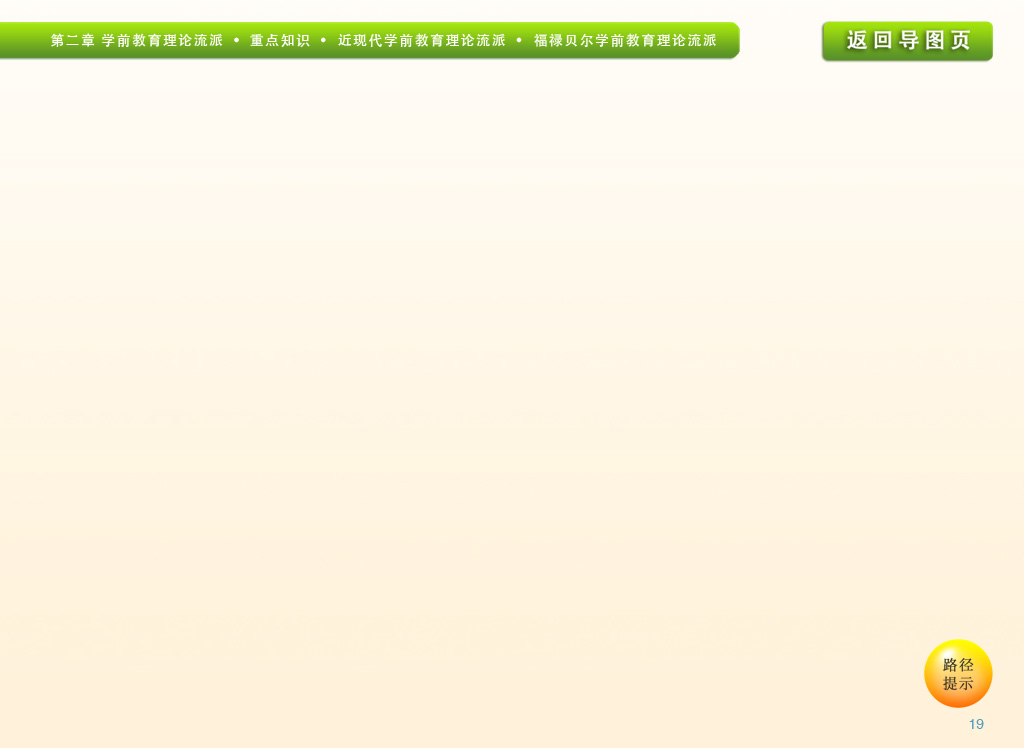 第二章 学前教育理论流派 • 重点知识 • 近现代学前教育理论流派 • 福禄贝尔学前教育理论流派
返回导图页
路径
提示
19